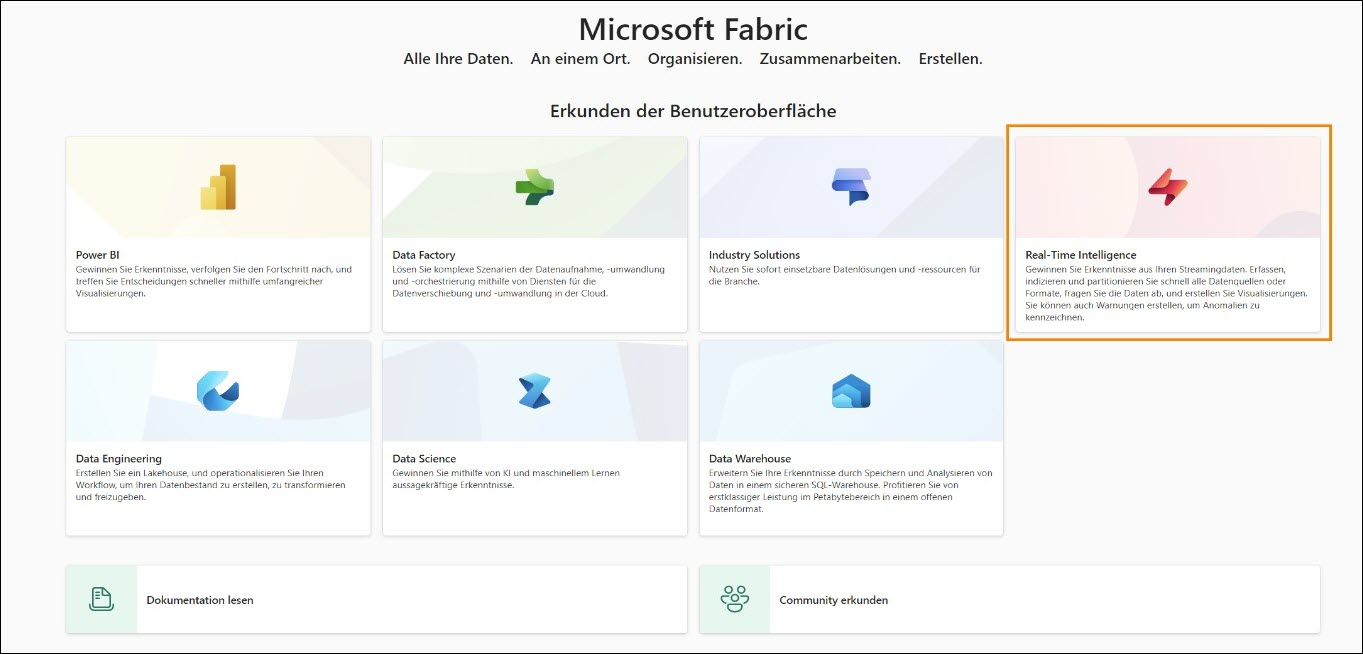 Microsoft Fabric
Alle Ihre Daten. An einem Ort. Organisieren. Zusammenarbeiten. Erstellen.
Erkunden der Benutzeroberfläche
Power BI
Gewinnen Sie Erkenntnisse, verfolgen Sie den Fortschritt nach, und
treffen Sie Entscheidungen schneller mithilfe umfangreicher
Visualisierungen.
Data Factory
Lösen Sie komplexe Szenarien der Datenaufnahme, -umwandlung
und -orchestrierung mithilfe von Diensten für die
Datenverschiebung und -umwandlung in der Cloud.
Industry Solutions
Nutzen Sie sofort einsetzbare Datenlösungen und -ressourcen für
die Branche.
Real-Time Intelligence
Gewinnen Sie Erkenntnisse aus Ihren Streamingdaten. Erfassen,
indizieren und partitionieren Sie schnell alle Datenquellen oder
Formate, fragen Sie die Daten ab, und erstellen Sie Visualisierungen.
Sie können auch Warnungen erstellen, um Anomalien zu
kennzeichnen.
Data Engineering
Erstellen Sie ein Lakehouse, und operationalisieren Sie Ihren
Workflow, um Ihren Datenbestand zu erstellen, zu transformieren
und freizugeben.
Data Science
Gewinnen Sie mithilfe von KI und maschinellem Lernen
aussagekräftige Erkenntnisse.
Data Warehouse
Erweitern Sie Ihre Erkenntnisse durch Speichern und Analysieren von
Daten in einem sicheren SQL-Warehouse. Profitieren Sie von
erstklassiger Leistung im Petabytebereich in einem offenen
Datenformat.
Dokumentation lesen
Community erkunden